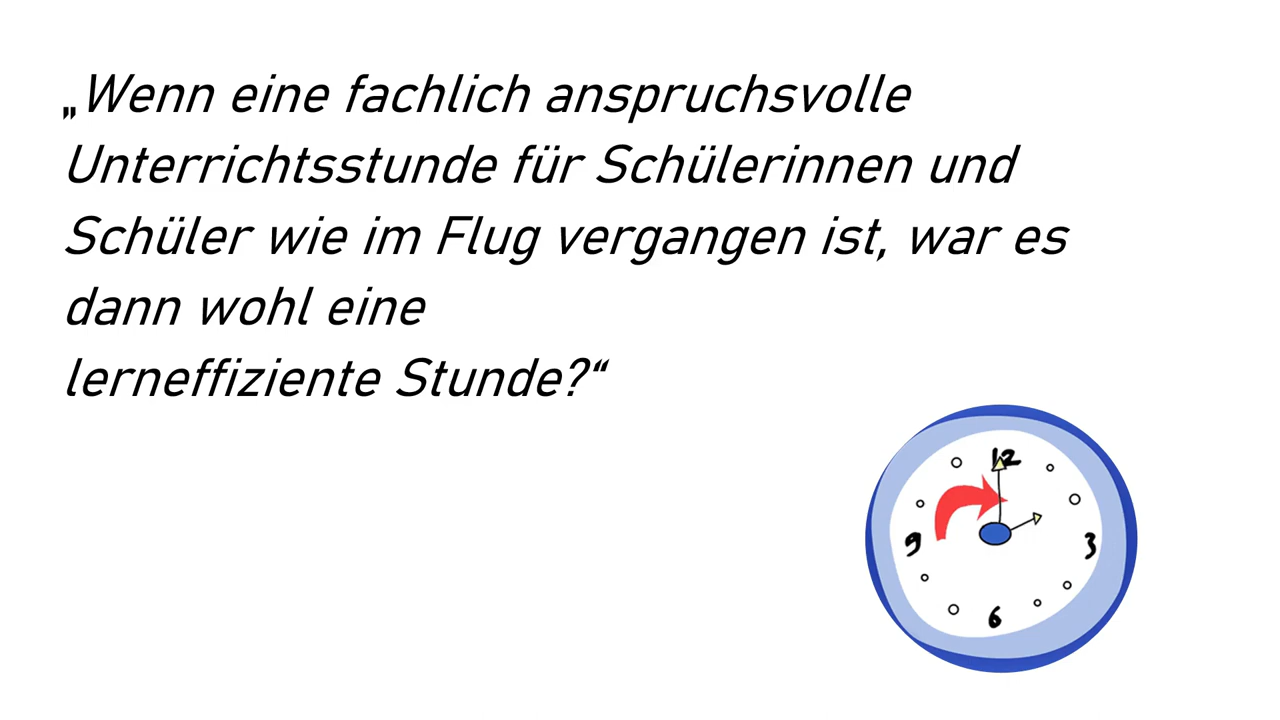 „Wenn eine fachlich anspruchsvolle
Unterrichtsstunde für Schülerinnen und
Schüler wie im Flug vergangen ist, war es
dann wohl eine
lerneffiziente Stunde?“
12
9
3
6